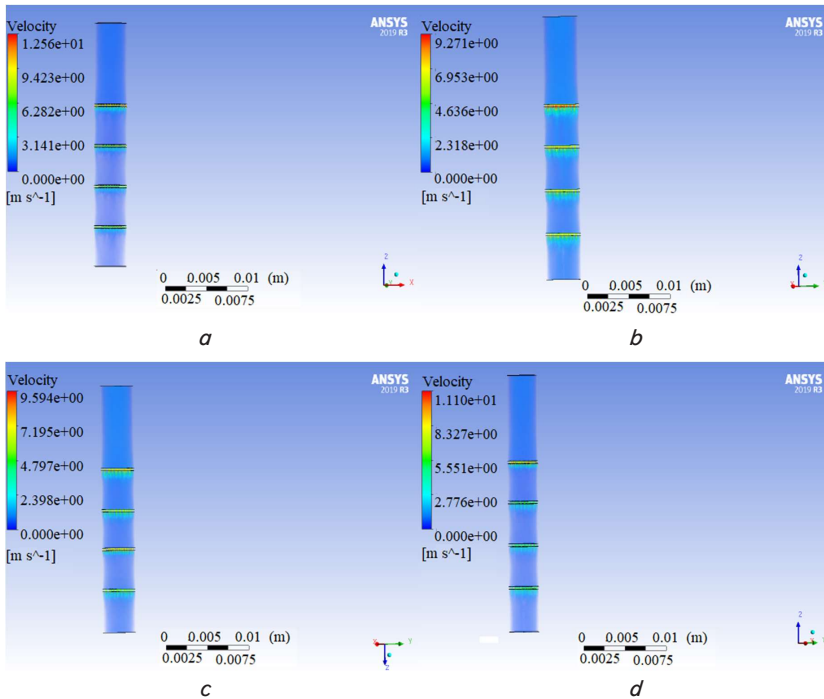 Velocity
1.256e+01
9.423e+00
6.282e+00
3.141e+00
0.000e+00
[m s^-1]
ANSYS
2019 R3
0 0.005 0.01 (m)
0.0025 0.0075
Z
X
a
Velocity
9.271e+00
6.953e+00
4.636e+00
2.318e+00
0.000e+00
[m s^-1]
ANSYS
2019 R3
0 0.005 0.01 (m)
0.0025 0.0075
Z
b
Velocity
9.594e+00
7.195e+00
4.797e+00
2.398e+00
0.000e+00
[m s^-1]
ANSYS
2019 R3
0 0.005 0.01 (m)
0.0025 0.0075
X Y
Z
c
Velocity
1.110e+01
8.327e+00
5.551e+00
2.776e+00
0.000e+00
[m s^-1]
ANSYS
2019 R3
0 0.005 0.01 (m)
0.0025 0.0075
Z
d